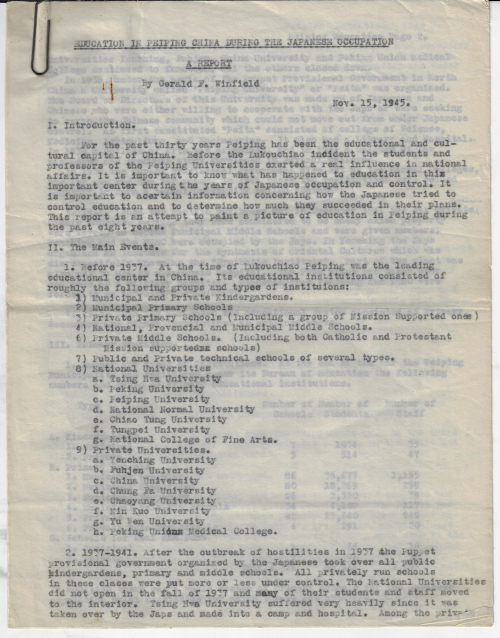 EDUCATION IN PEIPING CHINA DURING THE JAPANESE OCCUPATION
A REPORT
by Gerald F. Winfield
Nov. 15, 1945.
I. Introduction.
For the past thirty years Peiping has been the educational and cul-
tural capital of China. Before the Lukouchiao incident the students and
professors of the Peiping Universities exerted a real influence in national
affairs. It is important to know what has happened to education in this
important center during the years of Japanese occupation and control. It
is important to acertain information concerning how the Japanese tried to
control education and to determine how much they succeeded in their plans.
This report is an attempt to paint a picture of education in Peiping during
the past eight years.
II. The Main Events.
1. Before 1937. At the time of Lukouchiao Peiping was the leading
educational center in China. Its educational institutions consisted of
roughly the following groups and types of instituions:
1) Municipal and Private Kindergardens.
2) Municipal Primary Schools
3) Private Primary Schools (Including a group of Mission Supported ones)
4) National, Provencial and Municipal Middle Schools.
6) Private Middle Schools. (Including both Catholic and Protestant
Mission supportedxx schools)
7) Public and Private technical schools of several types.
8) National Universities
a. Tsing Hwa University
b. Peking University
c. Peiping University
d. National Normal University
e. Chiao Tung University
f. Tungpei University
g. National College of Fine Arts.
9) Private Universities.
a. Yenching University
b. Fuhjen University
c. China University
d. Chung Fa University
e. Chaoyang University
f. Min Kuo University
g. Tu Wen University
h. Peking Unionx Medical College.
2. 1937-1941. After the outbreak of hostilities in 1937 the Puppet
provisional government organized by the Japanese took over all public
kindergardens, primary and middle schools. All privately run schools
in these classes were put more or less under control. The National Universities
did not open in the fall of 1937 and many of their students and staff moved
to the interior. Tsing Hwa University suffered very heavily since it was
taken over by the Japs and made into a camp and hospital. Among the private